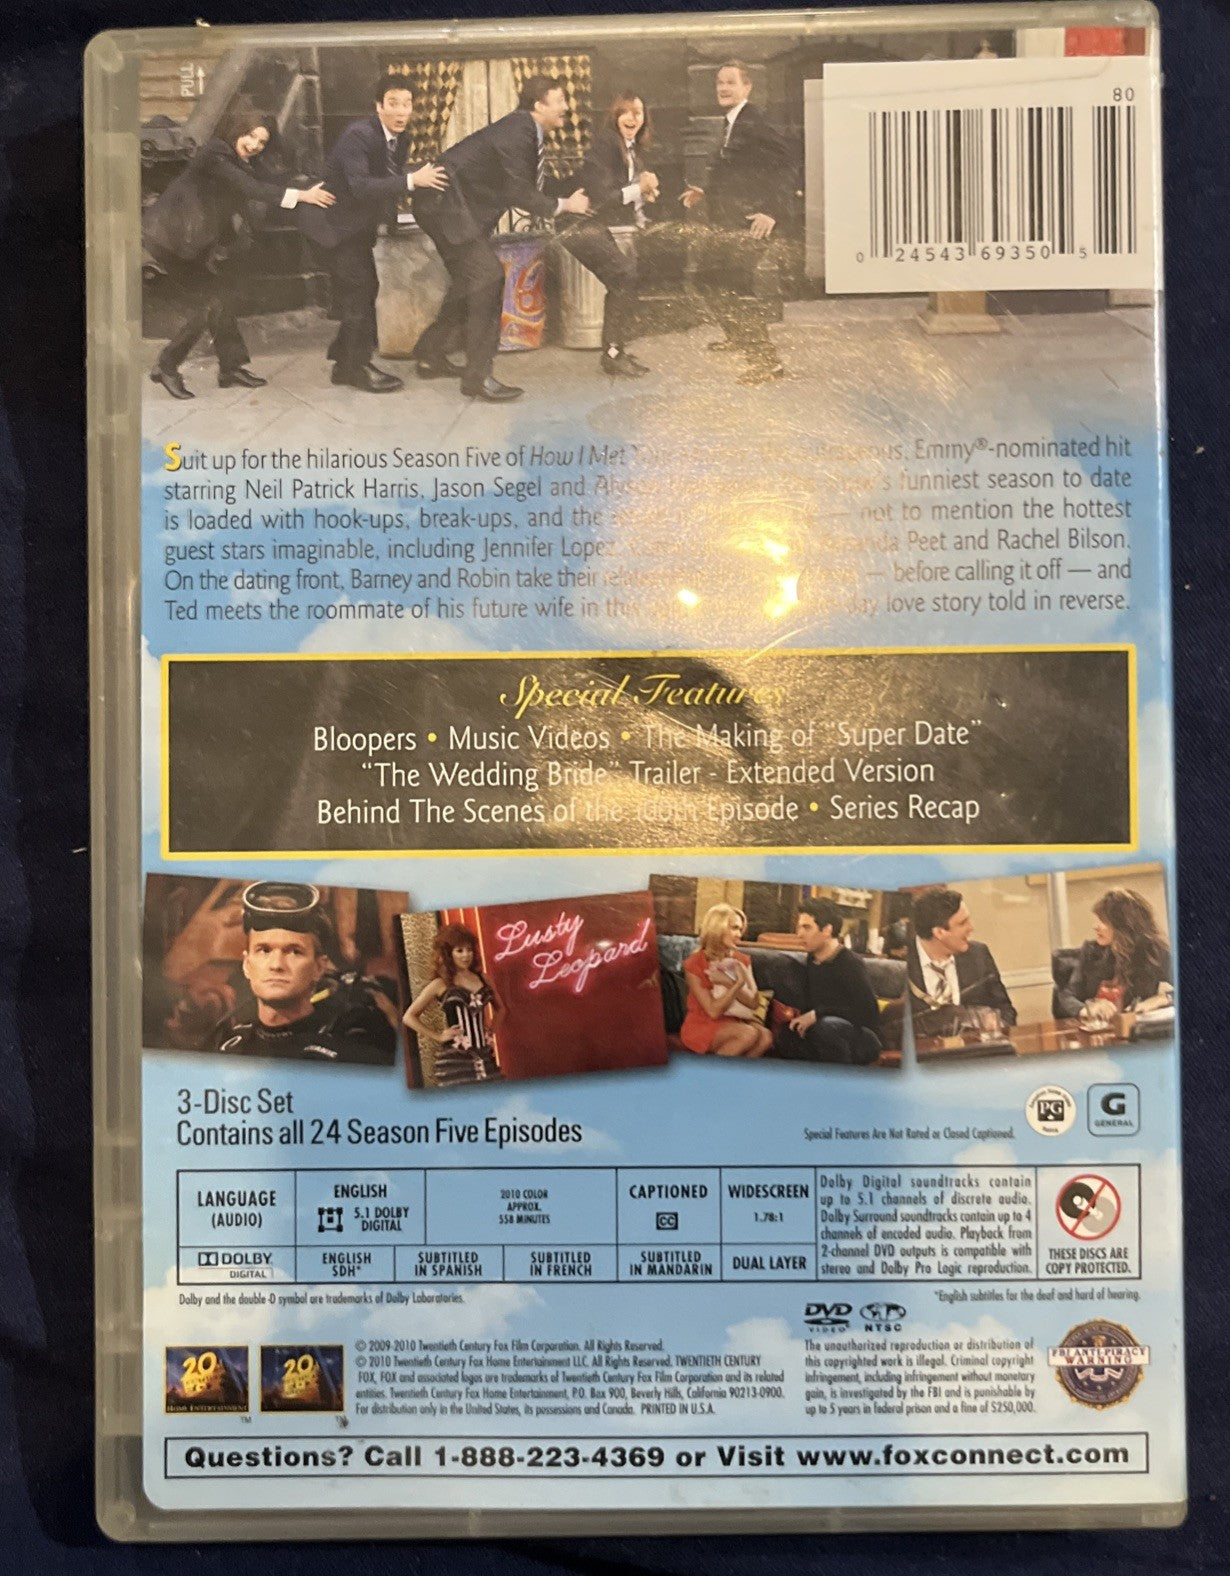 PULL
80
0 24543 69350 5
Suit up for the hilarious Season Five of How I Met Emmy®-nominated hit
starring Neil Patrick Harris, Jason Segel and funniest season to date
is loaded with hook-ups, break-ups, and the — not to mention the hottest
guest stars imaginable, including Jennifer Lopez, Amanda Peet and Rachel Bilson.
On the dating front, Barney and Robin take their — before calling it off — and
Ted meets the roommate of his future wife in this love story told in reverse.
Special Features
Bloopers • Music Videos • The Making of "Super Date"
"The Wedding Bride" Trailer - Extended Version
Behind The Scenes of the 100th Episode • Series Recap
Lusty
Leopard
3-Disc Set
Contains all 24 Season Five Episodes
Special Features Are Not Rated or Closed Captioned.
PG
G
GENERAL
LANGUAGE
(AUDIO)
ENGLISH
5.1 DOLBY
DIGITAL
2010 COLOR
APPROX.
558 MINUTES
CAPTIONED
CC
WIDESCREEN
1.78:1
Dolby Digital soundtracks contain
up to 5.1 channels of discrete audio.
Dolby Surround soundtracks contain up to 4
channels of encoded audio. Playback from
2-channel DVD outputs is compatible with
stereo and Dolby Pro Logic reproduction.
THESE DISCS ARE
COPY PROTECTED.
DOLBY
DIGITAL
ENGLISH
SDH*
SUBTITLED
IN SPANISH
SUBTITLED
IN FRENCH
SUBTITLED
IN MANDARIN
DUAL LAYER
Dolby and the double-D symbol are trademarks of Dolby Laboratories.
*English subtitles for the deaf and hard of hearing.
DVD
VIDEO
NTSC
20
HOME ENTERTAINMENT
20
TM
TM
© 2009-2010 Twentieth Century Fox Film Corporation. All Rights Reserved.
© 2010 Twentieth Century Fox Home Entertainment LLC. All Rights Reserved. TWENTIETH CENTURY
FOX, FOX and associated logos are trademarks of Twentieth Century Fox Film Corporation and its related
entities. Twentieth Century Fox Home Entertainment, P.O. Box 900, Beverly Hills, California 90213-0900.
For distribution only in the United States, its possessions and Canada. PRINTED IN U.S.A.
The unauthorized reproduction or distribution of
this copyrighted work is illegal. Criminal copyright
infringement, including infringement without monetary
gain, is investigated by the FBI and is punishable by
up to 5 years in federal prison and a fine of $250,000.
FBI ANTI-PIRACY
WARNING
Questions? Call 1-888-223-4369 or Visit www.foxconnect.com